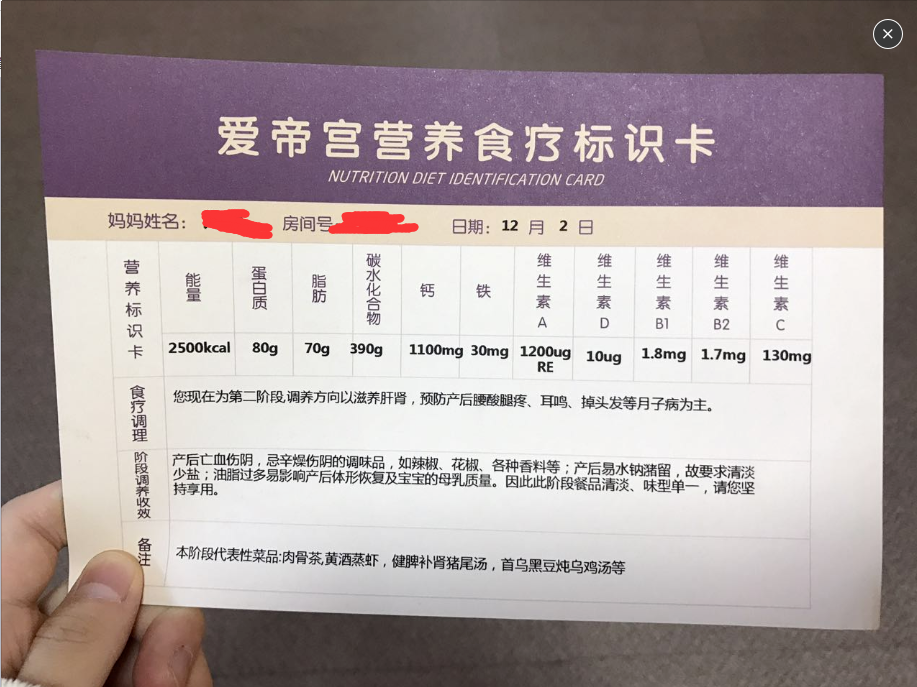 爱帝宫营养食疗标识卡
NUTRITION DIET IDENTIFICATION CARD
妈妈姓名： 房间号 日期：12 月 2 日
营养标识卡 能量 蛋白质 脂肪 碳水化合物 钙 铁 维生素A 维生素D 维生素B1 维生素B2 维生素C
2500kcal 80g 70g 390g 1100mg 30mg 1200ug RE 10ug 1.8mg 1.7mg 130mg
食疗调理
您现在为第二阶段,调养方向以滋养肝肾，预防产后腰酸腿疼、耳鸣、掉头发等月子病为主。
阶段调养收效
产后亡血伤阴，忌辛燥伤阴的调味品，如辣椒、花椒、各种香料等；产后易水钠潴留，故要求清淡
少盐；油脂过多易影响产后体形恢复及宝宝的母乳质量。因此此阶段餐品清淡、味型单一，请您坚
持享用。
备注
本阶段代表性菜品:肉骨茶,黄酒蒸虾，健脾补肾猪尾汤，首乌黑豆炖乌鸡汤等